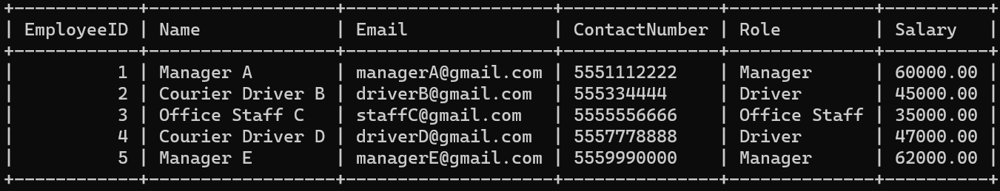 +------------+------------------+--------------------+---------------+--------------+----------+
| EmployeeID | Name             | Email              | ContactNumber | Role         | Salary   |
+------------+------------------+--------------------+---------------+--------------+----------+
|          1 | Manager A        | managerA@gmail.com | 5551112222    | Manager      | 60000.00 |
|          2 | Courier Driver B | driverB@gmail.com  | 555334444     | Driver       | 45000.00 |
|          3 | Office Staff C   | staffC@gmail.com   | 5555556666    | Office Staff | 35000.00 |
|          4 | Courier Driver D | driverD@gmail.com  | 5557778888    | Driver       | 47000.00 |
|          5 | Manager E        | managerE@gmail.com | 5559990000    | Manager      | 62000.00 |
+------------+------------------+--------------------+---------------+--------------+----------+